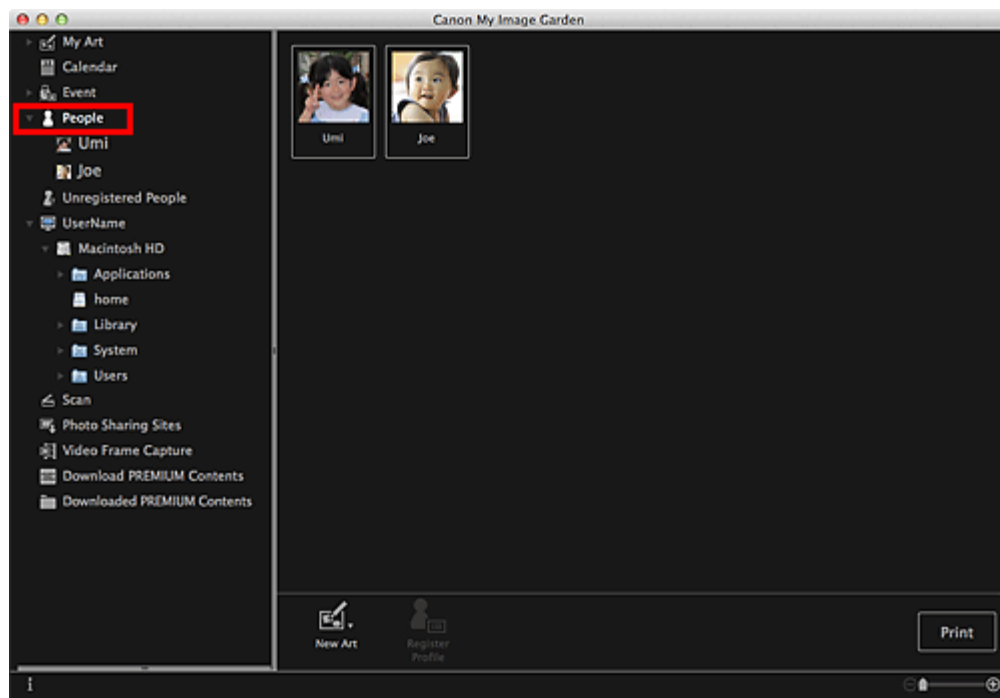 Canon My Image Garden
My Art
Calendar
Event
People
Umi
Joe
Unregistered People
UserName
Macintosh HD
Applications
home
Library
System
Users
Scan
Photo Sharing Sites
Video Frame Capture
Download PREMIUM Contents
Downloaded PREMIUM Contents
Umi
Joe
New Art
Register
Profile
Print